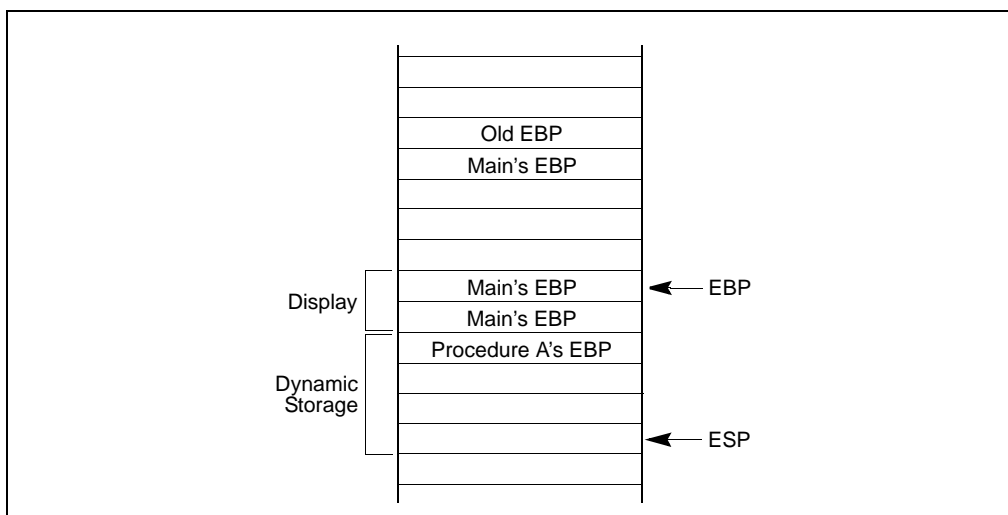 Old EBP
Main's EBP
Main's EBP
EBP
Display
Main's EBP
Procedure A's EBP
Dynamic
Storage
ESP